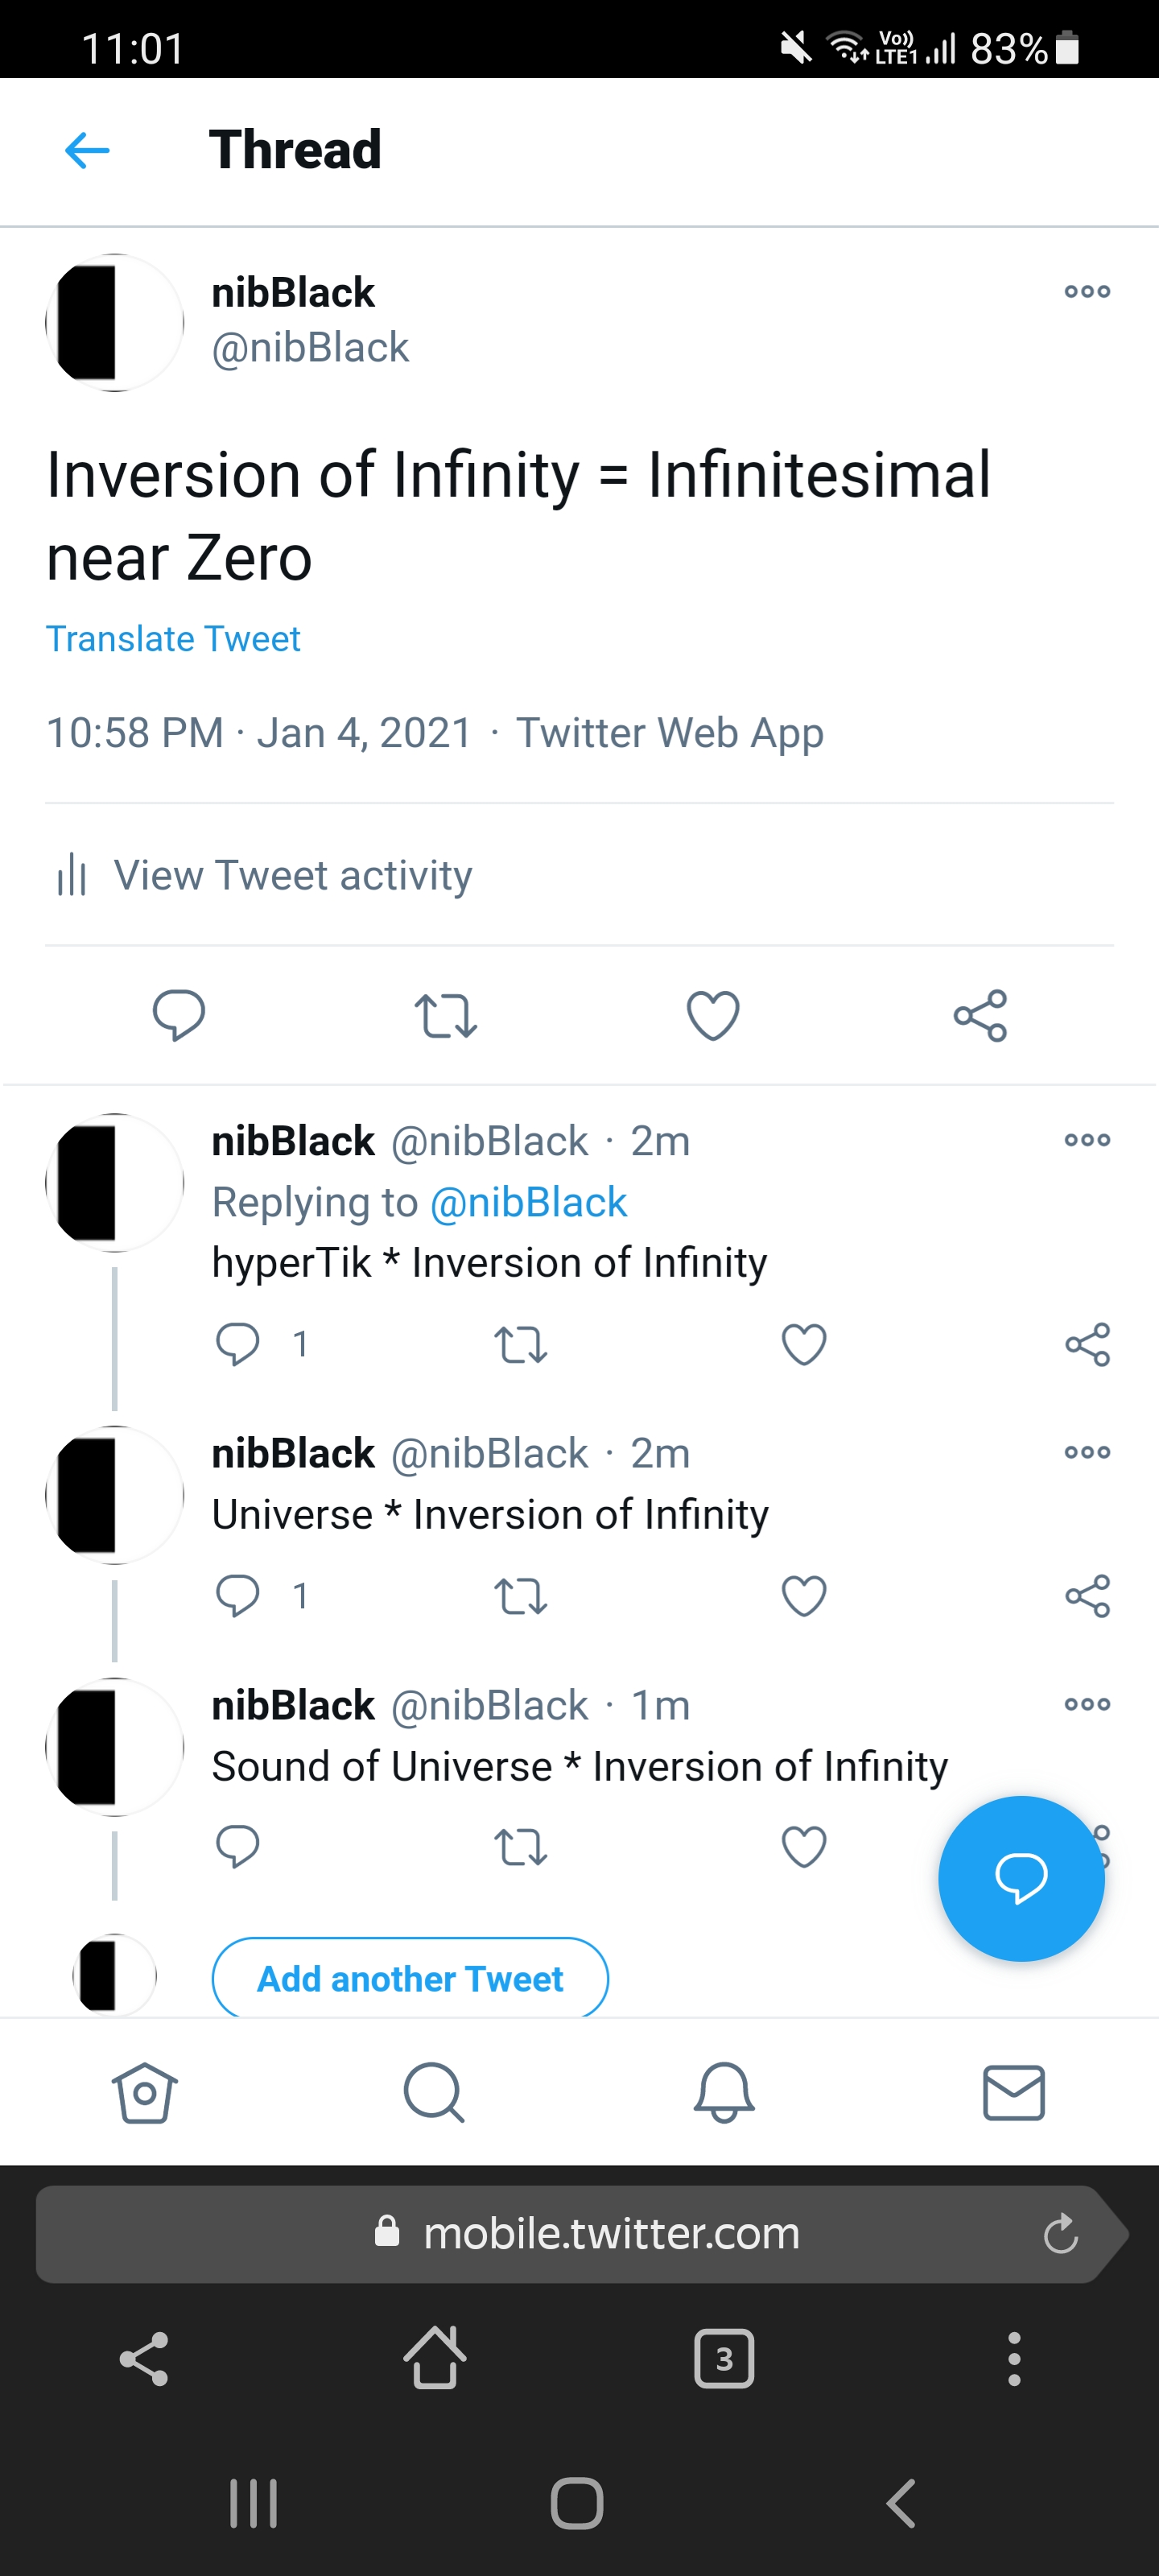 11:01
Vo))
LTE1
83%
Thread
nibBlack
@nibBlack
Inversion of Infinity = Infinitesimal
near Zero
Translate Tweet
10:58 PM · Jan 4, 2021 · Twitter Web App
View Tweet activity
nibBlack @nibBlack · 2m
Replying to @nibBlack
hyperTik * Inversion of Infinity
1
nibBlack @nibBlack · 2m
Universe * Inversion of Infinity
1
nibBlack @nibBlack · 1m
Sound of Universe * Inversion of Infinity
Add another Tweet
mobile.twitter.com
3